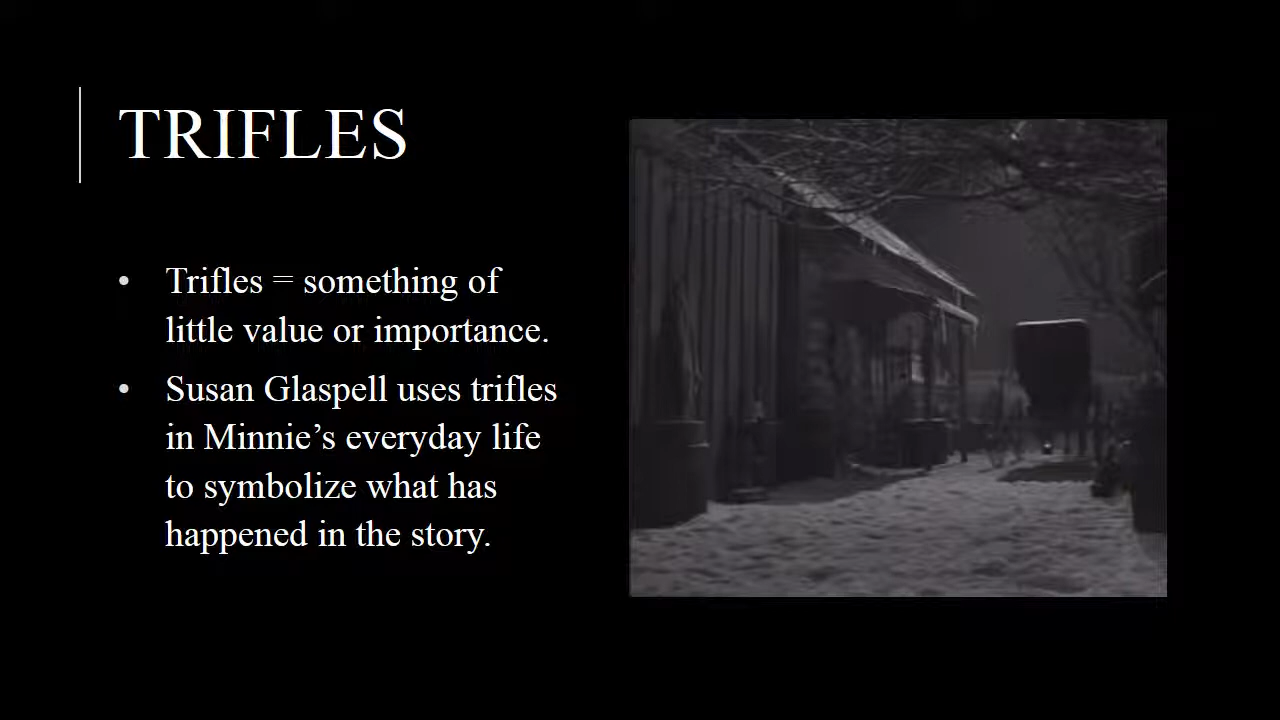 TRIFLES
• Trifles = something of
little value or importance.
• Susan Glaspell uses trifles
in Minnie’s everyday life
to symbolize what has
happened in the story.